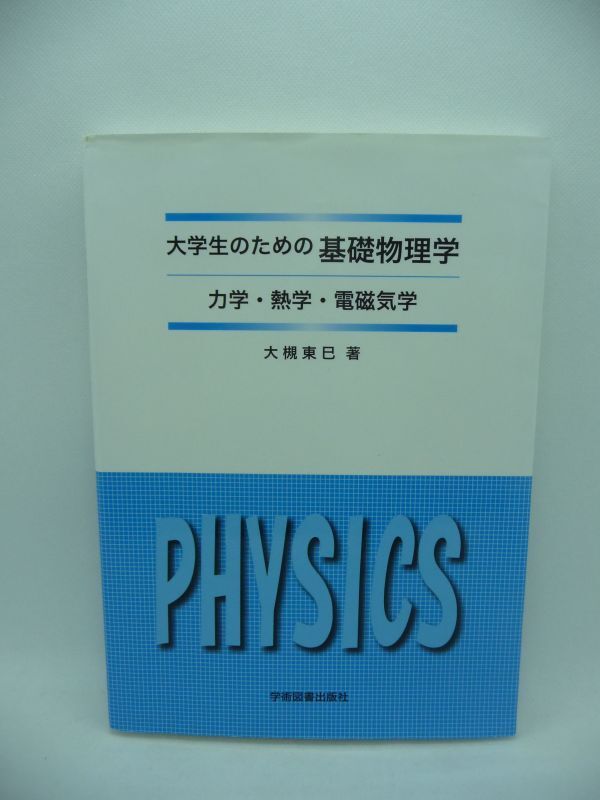 大学生のための 基礎物理学
力学・熱学・電磁気学
大槻東巳 著
PHYSICS
学術図書出版社